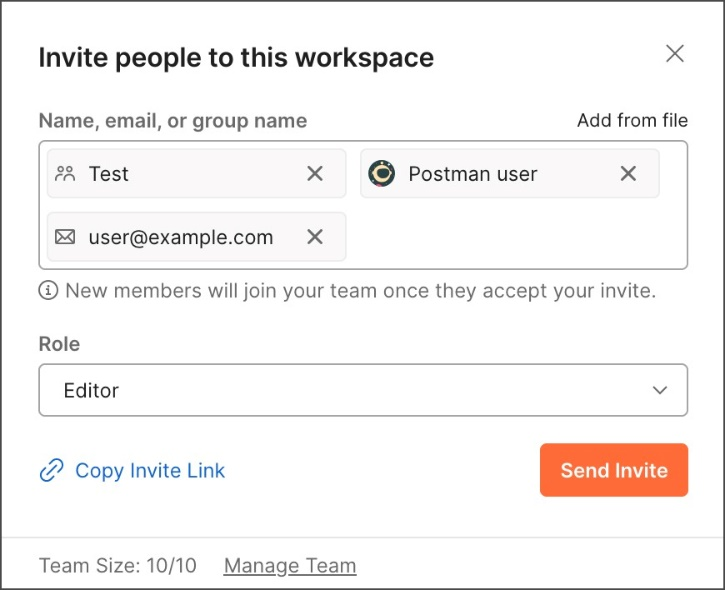 Invite people to this workspace
Name, email, or group name
Add from file
Test
Postman user
user@example.com
New members will join your team once they accept your invite.
Role
Editor
Copy Invite Link
Send Invite
Team Size: 10/10
Manage Team